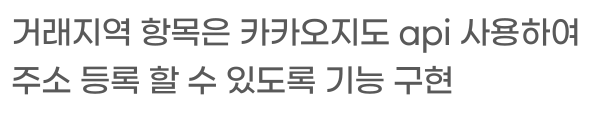 거래지역 항목은 카카오지도 api 사용하여
주소 등록 할 수 있도록 기능 구현